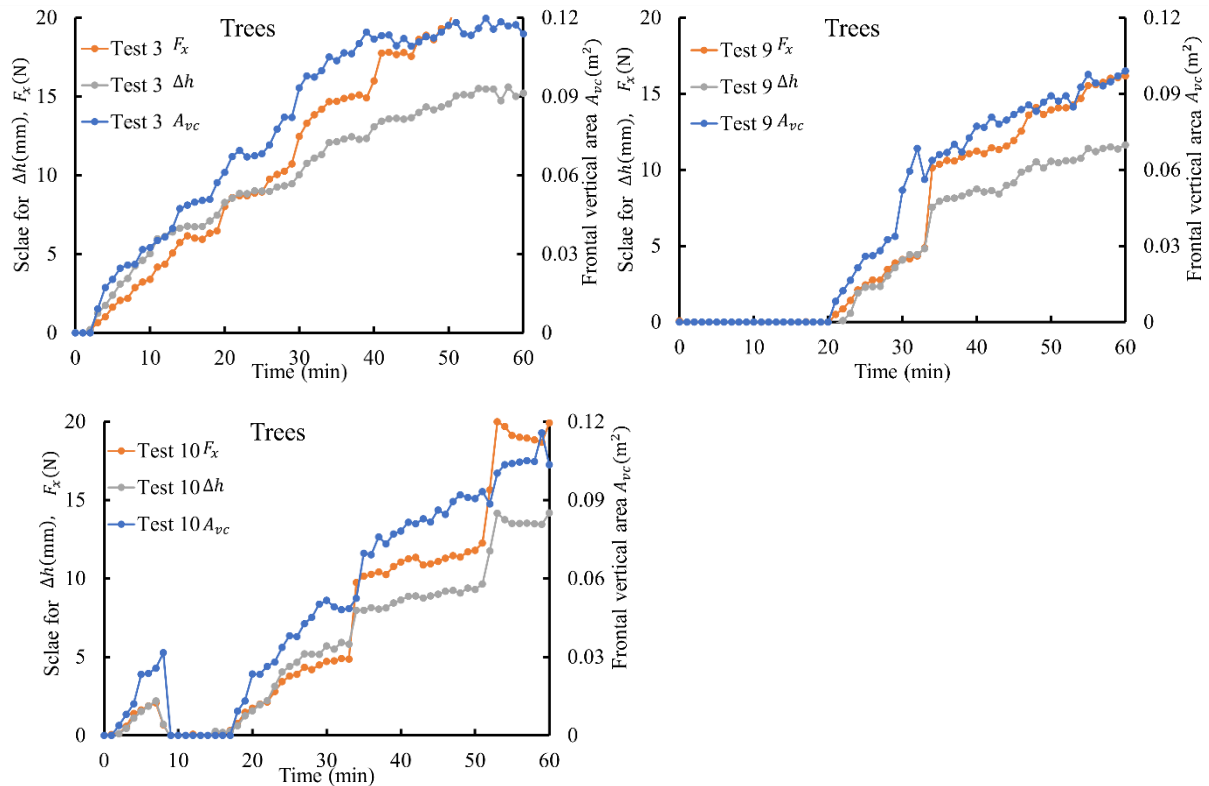 Trees
Test 3 Fₓ
Test 3 Δh
Test 3 A_vc
Sclae for Δh(mm), Fₓ(N)
20
15
10
5
0
Frontal vertical area A_vc(m²)
0.12
0.09
0.06
0.03
0
0 10 20 30 40 50 60
Time (min)
Trees
Test 9 Fₓ
Test 9 Δh
Test 9 A_vc
Sclae for Δh(mm), Fₓ(N)
20
15
10
5
0
Frontal vertical area A_vc(m²)
0.12
0.09
0.06
0.03
0
0 10 20 30 40 50 60
Time (min)
Trees
Test 10 Fₓ
Test 10 Δh
Test 10 A_vc
Sclae for Δh(mm), Fₓ(N)
20
15
10
5
0
Frontal vertical area A_vc(m²)
0.12
0.09
0.06
0.03
0
0 10 20 30 40 50 60
Time (min)